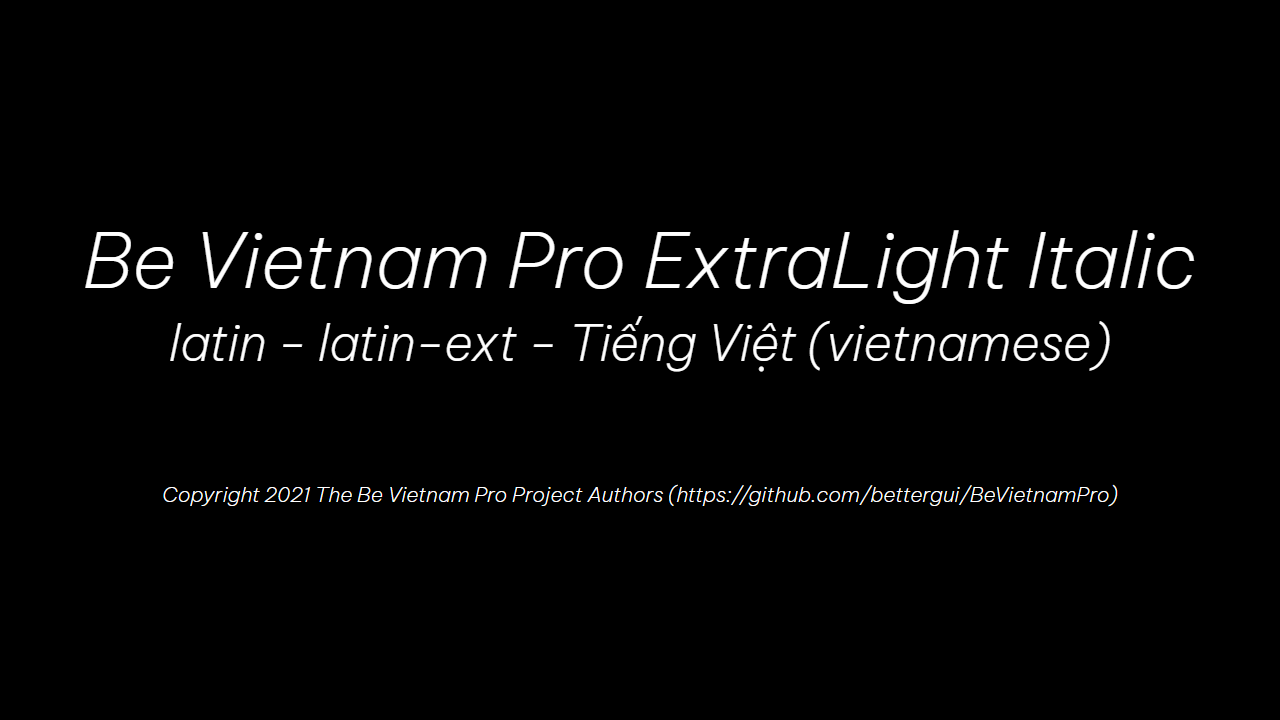 Be Vietnam Pro ExtraLight Italic
latin - latin-ext - Tiếng Việt (vietnamese)
Copyright 2021 The Be Vietnam Pro Project Authors (https://github.com/bettergui/BeVietnamPro)